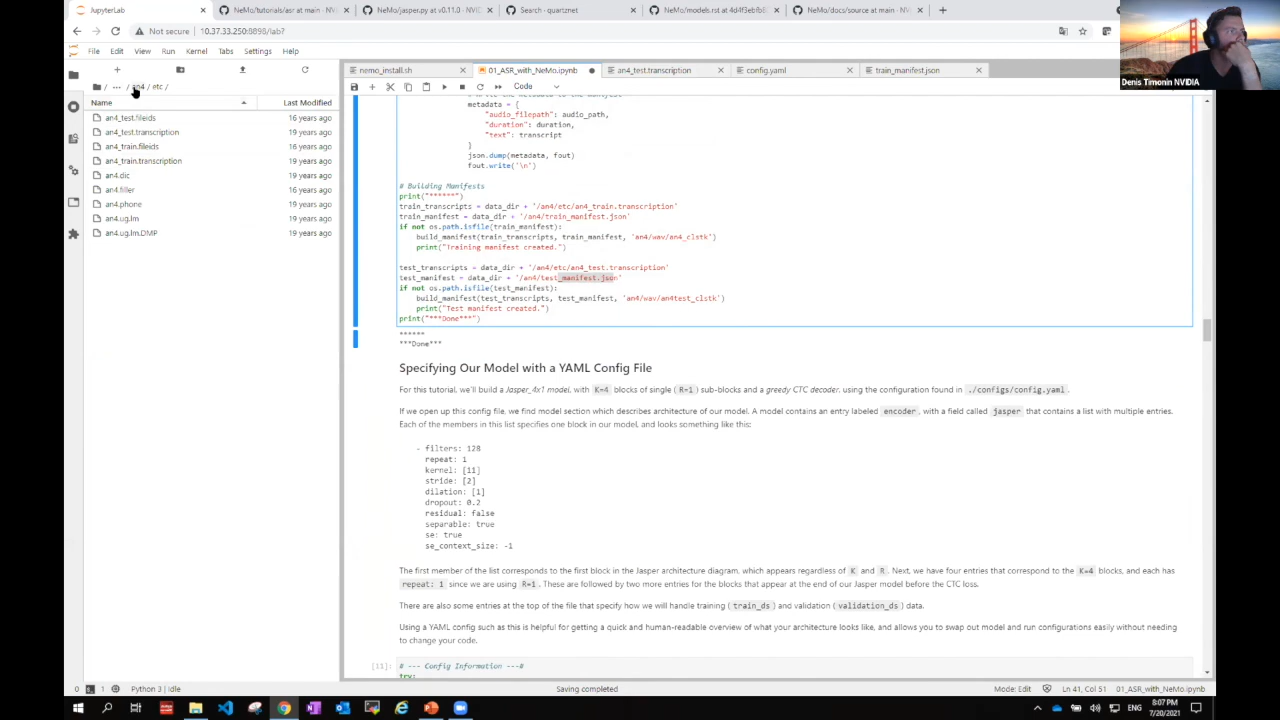 JupyterLab
NeMo/tutorials/asr at main · NV
NeMo/jasper.py at v0.11.0 · NVI
Search - quartznet
NeMo/models.rst at 4d4f3ebfb8
NeMo/docs/source at main · NVI
Not secure | 10.37.33.250:8898/lab?
File Edit View Run Kernel Tabs Settings Help
/ ··· / an4 / etc /
Name Last Modified
an4_test.fileids 16 years ago
an4_test.transcription 19 years ago
an4_train.fileids 16 years ago
an4_train.transcription 19 years ago
an4.dic 19 years ago
an4.filler 16 years ago
an4.phone 19 years ago
an4.ug.lm 19 years ago
an4.ug.lm.DMP 19 years ago
nemo_install.sh
01_ASR_with_NeMo.ipynb
an4_test.transcription
config.yaml
train_manifest.json
Code
Python 3
metadata = {
"audio_filepath": audio_path,
"duration": duration,
"text": transcript
}
json.dump(metadata, fout)
fout.write('\n')
# Building Manifests
print("******")
train_transcripts = data_dir + '/an4/etc/an4_train.transcription'
train_manifest = data_dir + '/an4/train_manifest.json'
if not os.path.isfile(train_manifest):
build_manifest(train_transcripts, train_manifest, 'an4/wav/an4_clstk')
print("Training manifest created.")
test_transcripts = data_dir + '/an4/etc/an4_test.transcription'
test_manifest = data_dir + '/an4/test_manifest.json'
if not os.path.isfile(test_manifest):
build_manifest(test_transcripts, test_manifest, 'an4/wav/an4test_clstk')
print("Test manifest created.")
print("***Done***")
******
***Done***
Specifying Our Model with a YAML Config File
For this tutorial, we'll build a Jasper_4x1 model, with K=4 blocks of single (R=1) sub-blocks and a greedy CTC decoder, using the configuration found in ./configs/config.yaml.
If we open up this config file, we find model section which describes architecture of our model. A model contains an entry labeled encoder, with a field called jasper that contains a list with multiple entries.
Each of the members in this list specifies one block in our model, and looks something like this:
- filters: 128
repeat: 1
kernel: [11]
stride: [2]
dilation: [1]
dropout: 0.2
residual: false
separable: true
se: true
se_context_size: -1
The first member of the list corresponds to the first block in the Jasper architecture diagram, which appears regardless of K and R. Next, we have four entries that correspond to the K=4 blocks, and each has
repeat: 1 since we are using R=1. These are followed by two more entries for the blocks that appear at the end of our Jasper model before the CTC loss.
There are also some entries at the top of the file that specify how we will handle training (train_ds) and validation (validation_ds) data.
Using a YAML config such as this is helpful for getting a quick and human-readable overview of what your architecture looks like, and allows you to swap out model and run configurations easily without needing
to change your code.
[11]: # --- Config Information ---#
try:
0 1 Python 3 | Idle
Saving completed
Mode: Edit Ln 41, Col 51 01_ASR_with_NeMo.ipynb
ENG
8:07 PM
7/20/2021
Denis Timonin NVIDIA